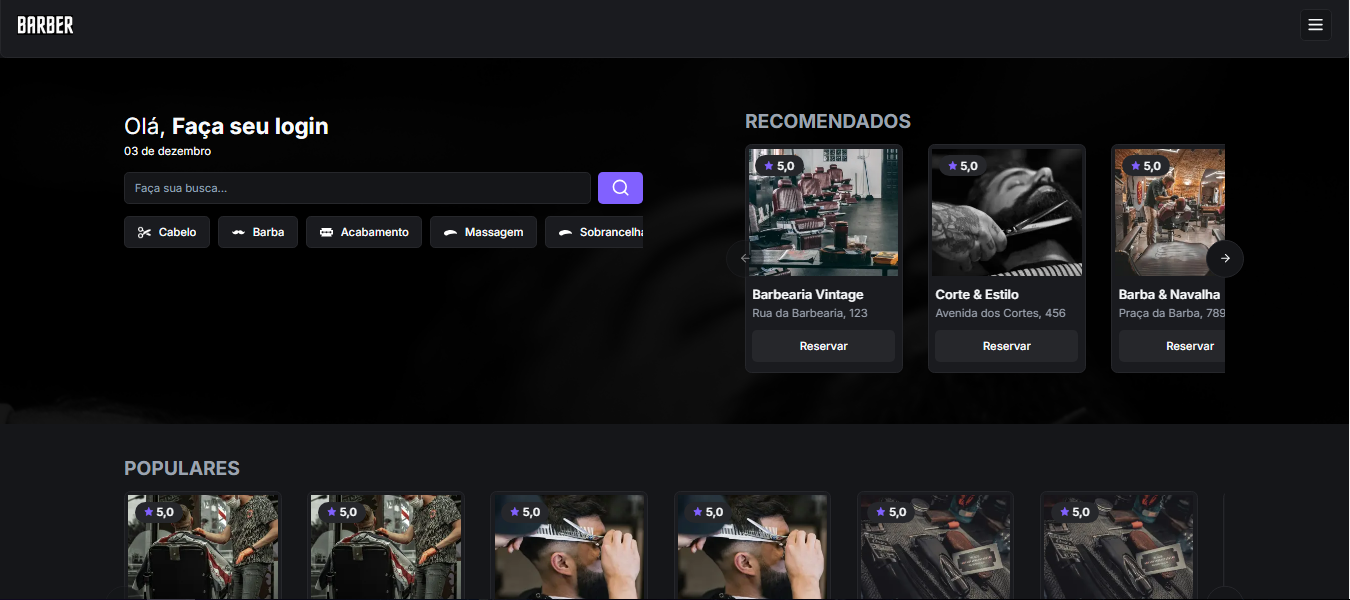 BARBER
Olá, Faça seu login
03 de dezembro
Faça sua busca...
Cabelo
Barba
Acabamento
Massagem
Sobrancelha
RECOMENDADOS
5,0
5,0
5,0
Barbearia Vintage
Corte & Estilo
Barba & Navalha
Rua da Barbearia, 123
Avenida dos Cortes, 456
Praça da Barba, 789
Reservar
Reservar
Reservar
POPULARES
5,0
5,0
5,0
5,0
5,0
5,0